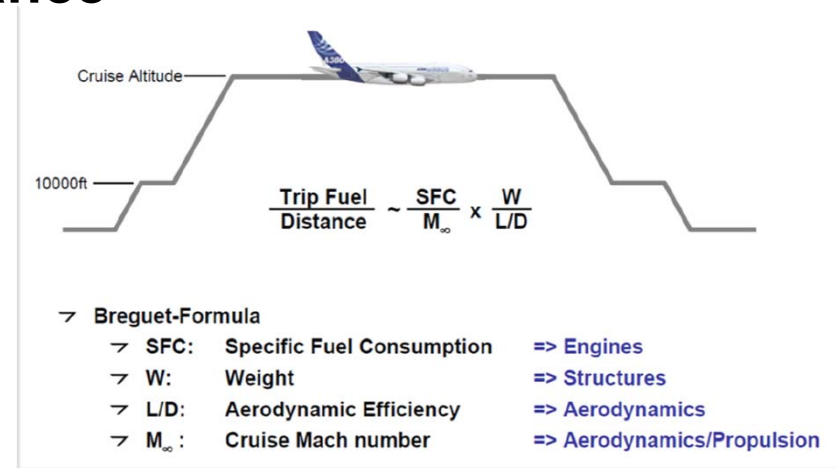 A380
Cruise Altitude
10000ft
Trip Fuel / Distance ~ SFC / M∞ x W / L/D
Breguet-Formula
SFC: Specific Fuel Consumption => Engines
W: Weight => Structures
L/D: Aerodynamic Efficiency => Aerodynamics
M∞ : Cruise Mach number => Aerodynamics/Propulsion